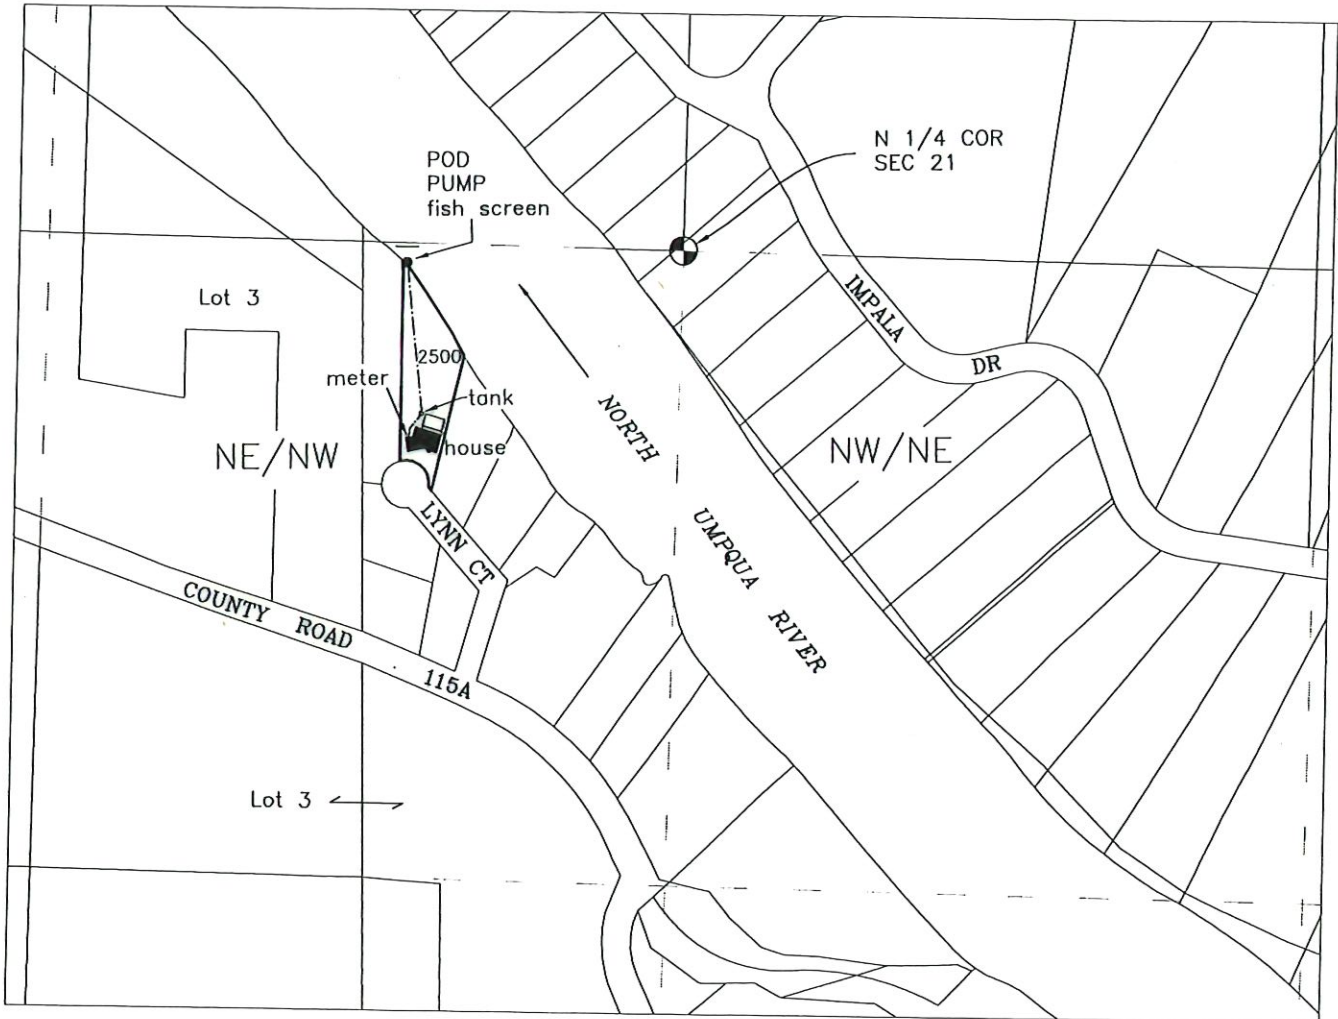 N 1/4 COR
SEC 21
POD
PUMP
fish screen
Lot 3
IMPALA
DR
2500
meter
tank
house
NE/NW
NW/NE
NORTH UMPQUA RIVER
LYNN CT
COUNTY ROAD 115A
Lot 3